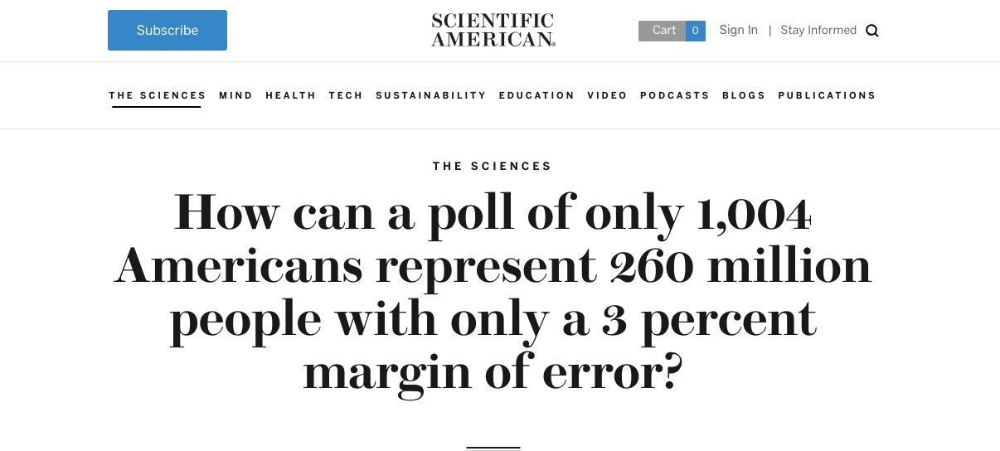 Subscribe
SCIENTIFIC
AMERICAN®
Cart 0 Sign In | Stay Informed
THE SCIENCES MIND HEALTH TECH SUSTAINABILITY EDUCATION VIDEO PODCASTS BLOGS PUBLICATIONS
THE SCIENCES
How can a poll of only 1,004
Americans represent 260 million
people with only a 3 percent
margin of error?